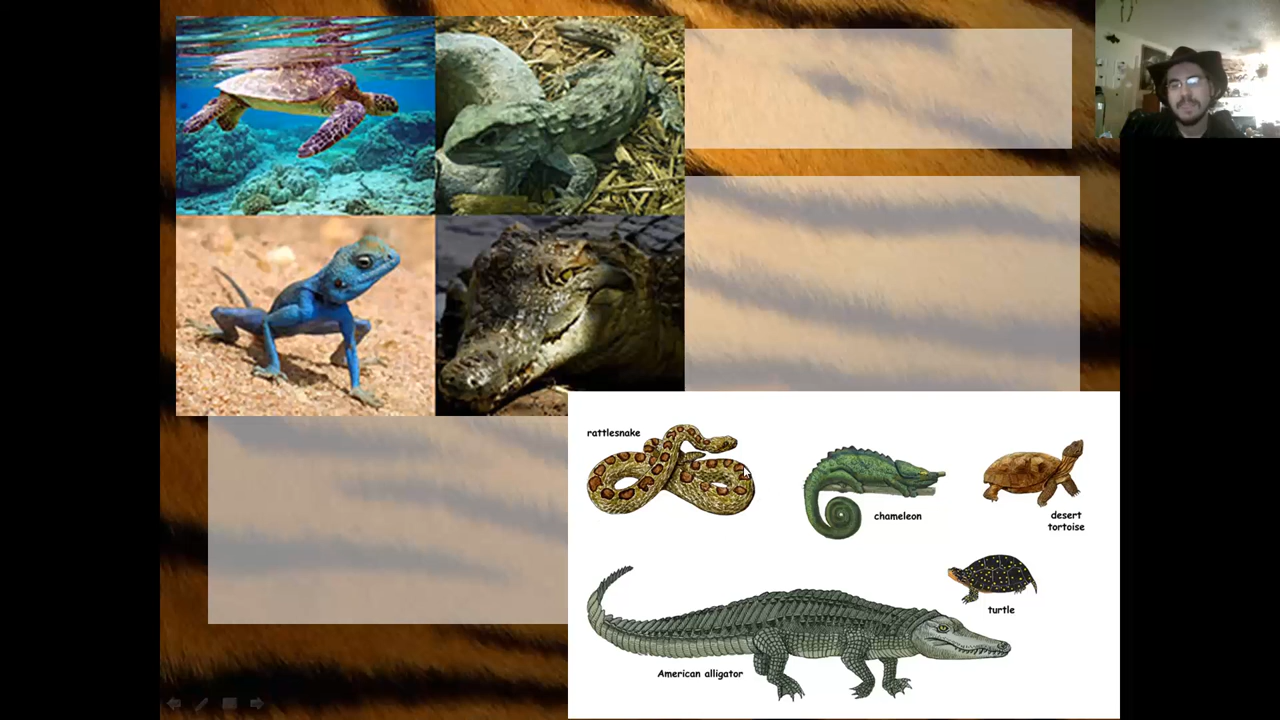 rattlesnake
chameleon
desert
tortoise
turtle
American alligator